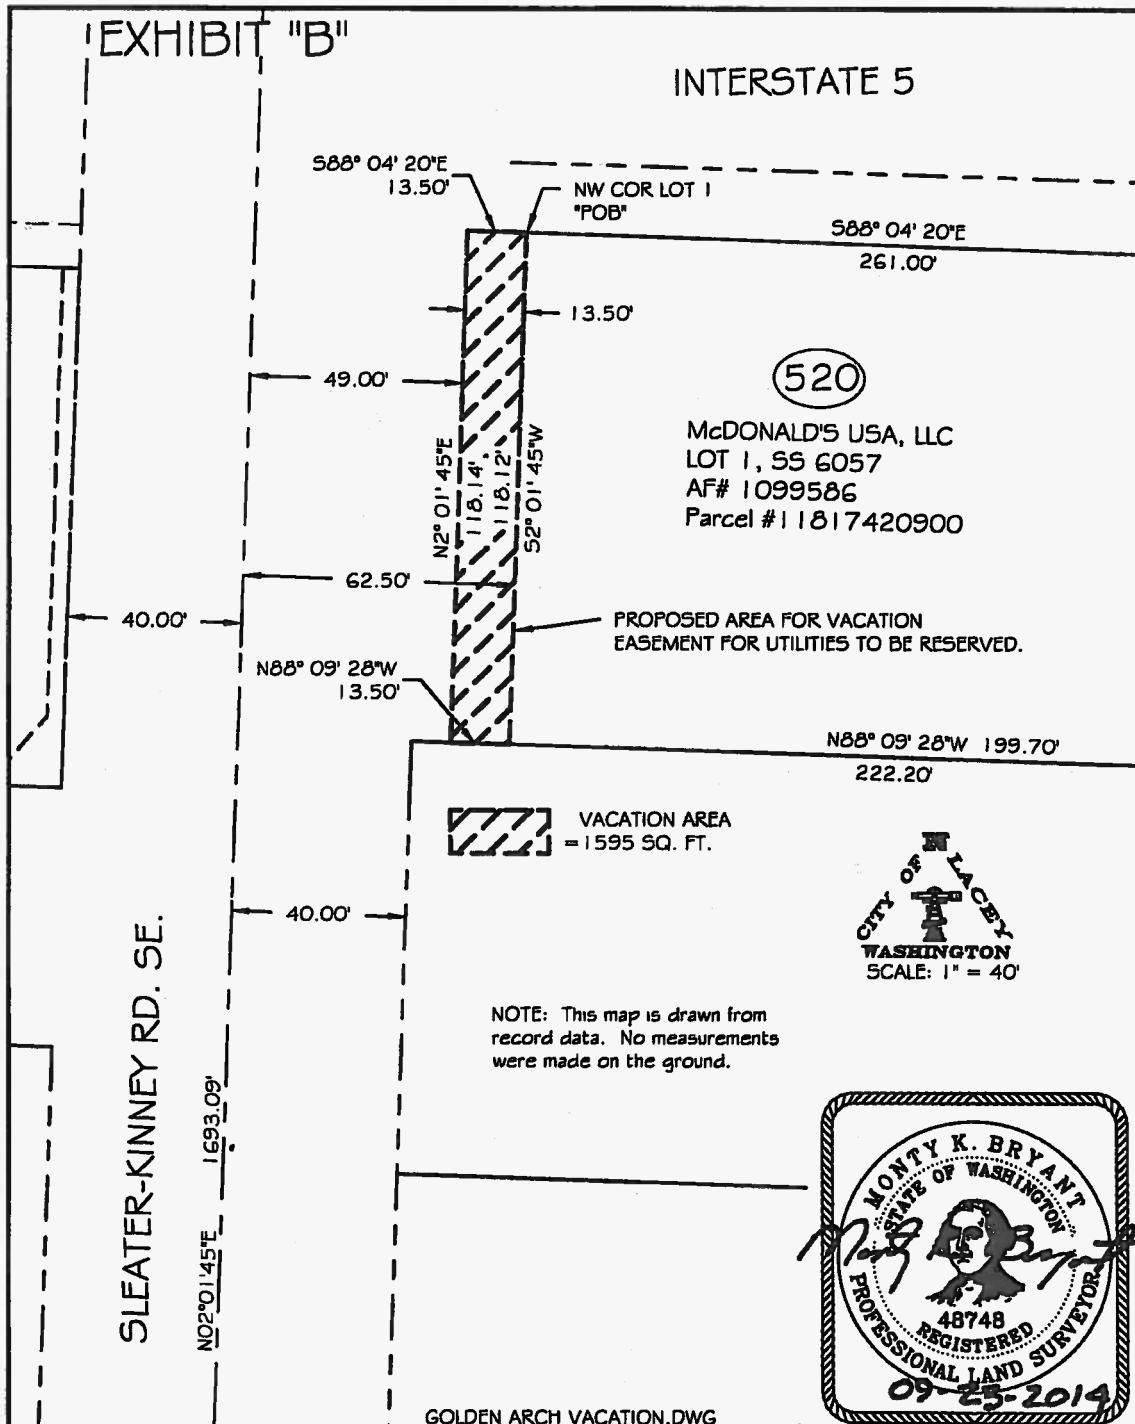 EXHIBIT "B"
INTERSTATE 5
S88° 04' 20"E
13.50'
NW COR LOT 1
"POB"
S88° 04' 20"E
261.00'
13.50'
49.00'
520
McDONALD'S USA, LLC
LOT 1, SS 6057
AF# 1099586
Parcel #11817420900
N2° 01' 45"E
118.14'
118.12'
S2° 01' 45"W
62.50'
40.00'
PROPOSED AREA FOR VACATION
EASEMENT FOR UTILITIES TO BE RESERVED.
N88° 09' 28"W
13.50'
N88° 09' 28"W 199.70'
222.20'
VACATION AREA
=1595 SQ. FT.
40.00'
N
CITY OF LACEY
WASHINGTON
SCALE: 1" = 40'
SLEATER-KINNEY RD. SE.
N02°01'45"E 1693.09'
NOTE: This map is drawn from
record data. No measurements
were made on the ground.
MONTY K. BRYANT
STATE OF WASHINGTON
48748
REGISTERED
PROFESSIONAL LAND SURVEYOR
09-23-2014
GOLDEN ARCH VACATION.DWG